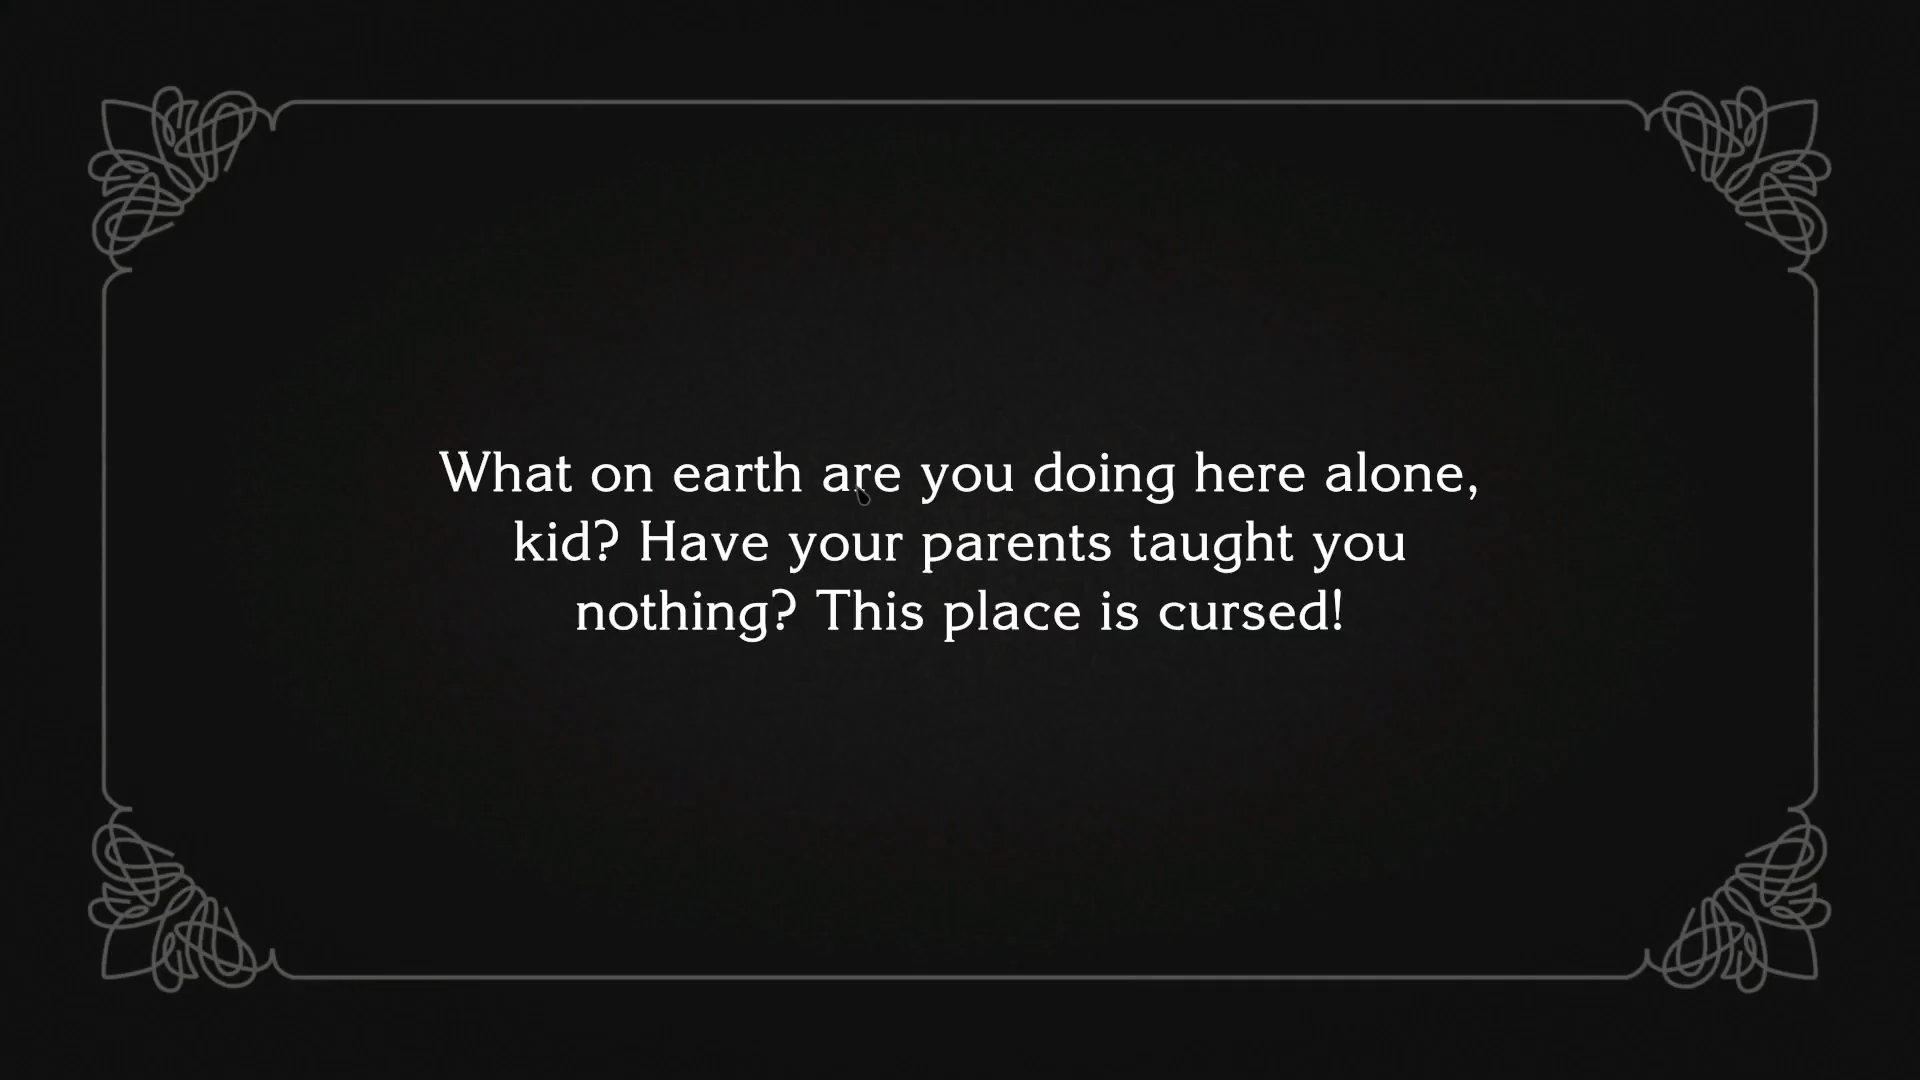 What on earth are you doing here alone,
kid? Have your parents taught you
nothing? This place is cursed!